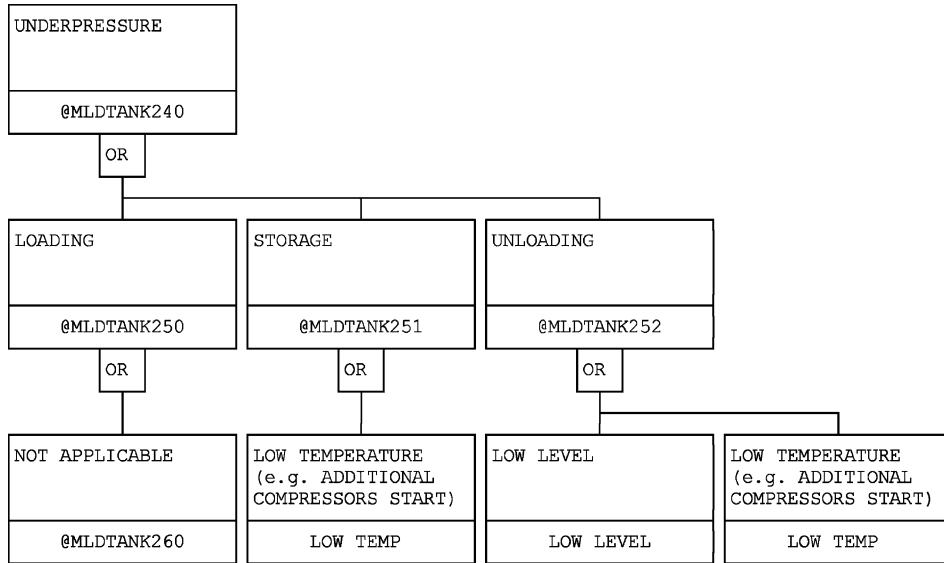 UNDERPRESSURE
@MLDTANK240
OR
LOADING
@MLDTANK250
OR
STORAGE
@MLDTANK251
OR
UNLOADING
@MLDTANK252
OR
NOT APPLICABLE
@MLDTANK260
LOW TEMPERATURE
(e.g. ADDITIONAL
COMPRESSORS START)
LOW TEMP
LOW LEVEL
LOW LEVEL
LOW TEMPERATURE
(e.g. ADDITIONAL
COMPRESSORS START)
LOW TEMP